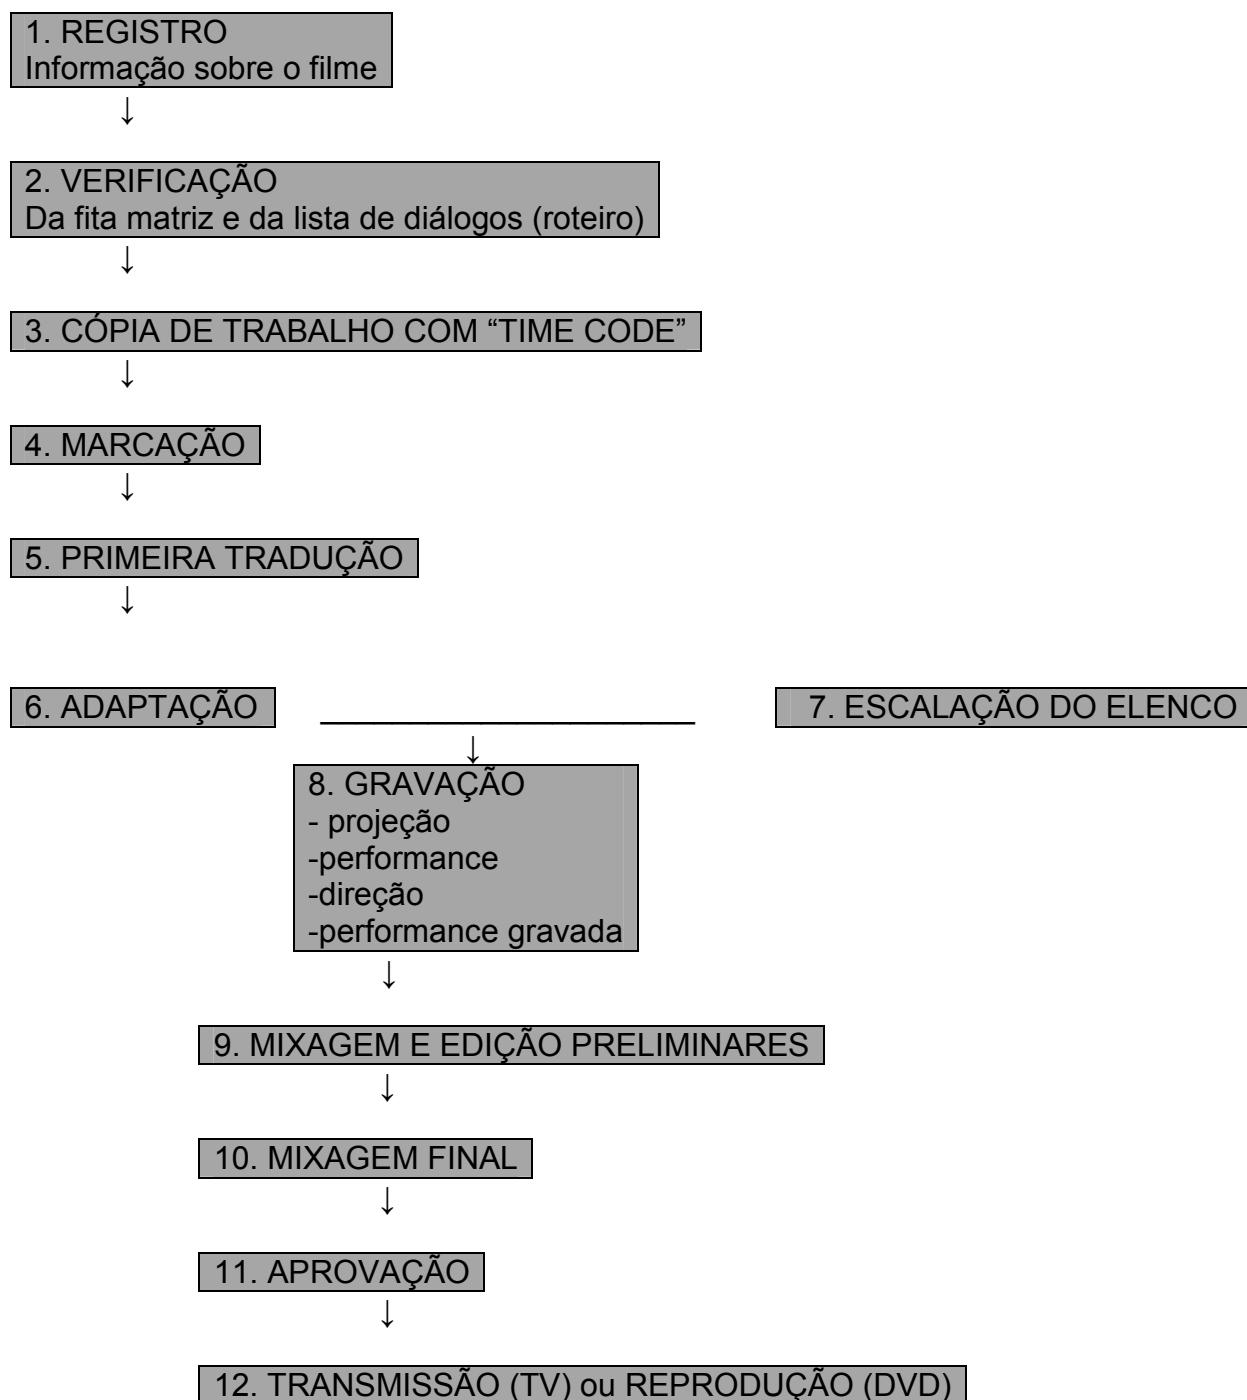 1. REGISTRO
Informação sobre o filme
↓
2. VERIFICAÇÃO
Da fita matriz e da lista de diálogos (roteiro)
↓
3. CÓPIA DE TRABALHO COM “TIME CODE”
↓
4. MARCAÇÃO
↓
5. PRIMEIRA TRADUÇÃO
↓
6. ADAPTAÇÃO
7. ESCALAÇÃO DO ELENCO
↓
8. GRAVAÇÃO
- projeção
-performance
-direção
-performance gravada
↓
9. MIXAGEM E EDIÇÃO PRELIMINARES
↓
10. MIXAGEM FINAL
↓
11. APROVAÇÃO
↓
12. TRANSMISSÃO (TV) ou REPRODUÇÃO (DVD)